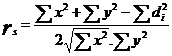 r_s = (∑x² + ∑y² − ∑d_i²) / (2√(∑x² · ∑y²))